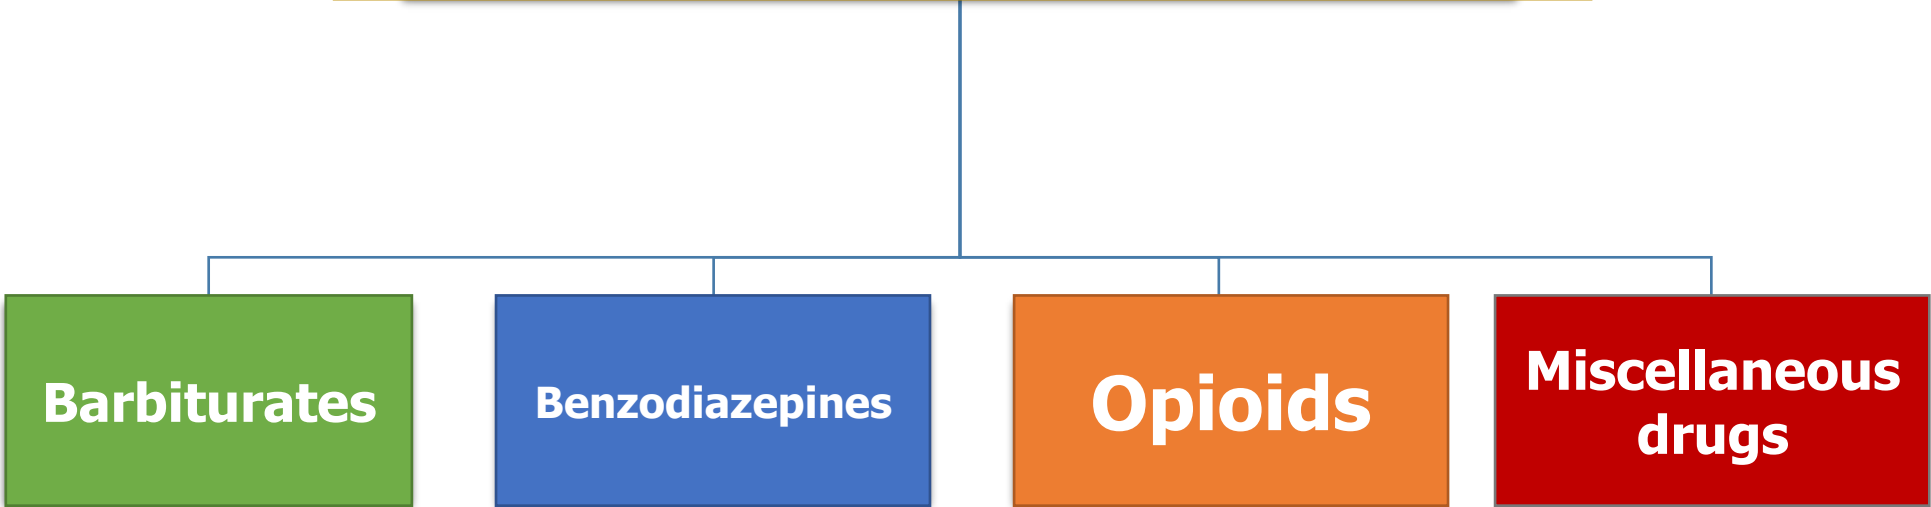 Barbiturates
Benzodiazepines
Opioids
Miscellaneous
drugs